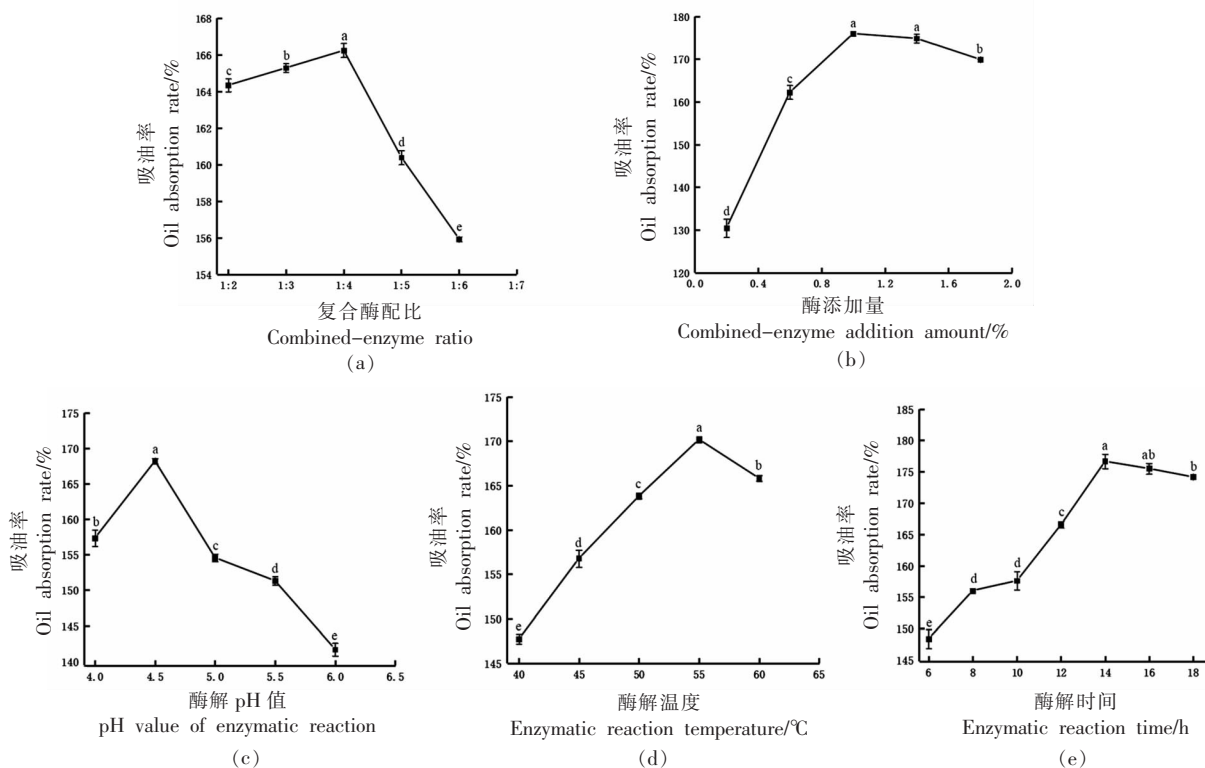 168
166
164
162
160
158
156
154
吸油率
Oil absorption rate/%
c
b
a
d
e
1:2
1:3
1:4
1:5
1:6
1:7
复合酶配比
Combined-enzyme ratio
(a)
180
170
160
150
140
130
120
吸油率
Oil absorption rate/%
d
c
a
a
b
0.0
0.4
0.8
1.2
1.6
2.0
酶添加量
Combined-enzyme addition amount/%
(b)
175
170
165
160
155
150
145
140
吸油率
Oil absorption rate/%
b
a
c
d
e
4.0
4.5
5.0
5.5
6.0
6.5
酶解 pH 值
pH value of enzymatic reaction
(c)
175
170
165
160
155
150
145
吸油率
Oil absorption rate/%
e
d
c
a
b
40
45
50
55
60
65
酶解温度
Enzymatic reaction temperature/℃
(d)
185
180
175
170
165
160
155
150
145
吸油率
Oil absorption rate/%
e
d
d
c
a
ab
b
6
8
10
12
14
16
18
酶解时间
Enzymatic reaction time/h
(e)